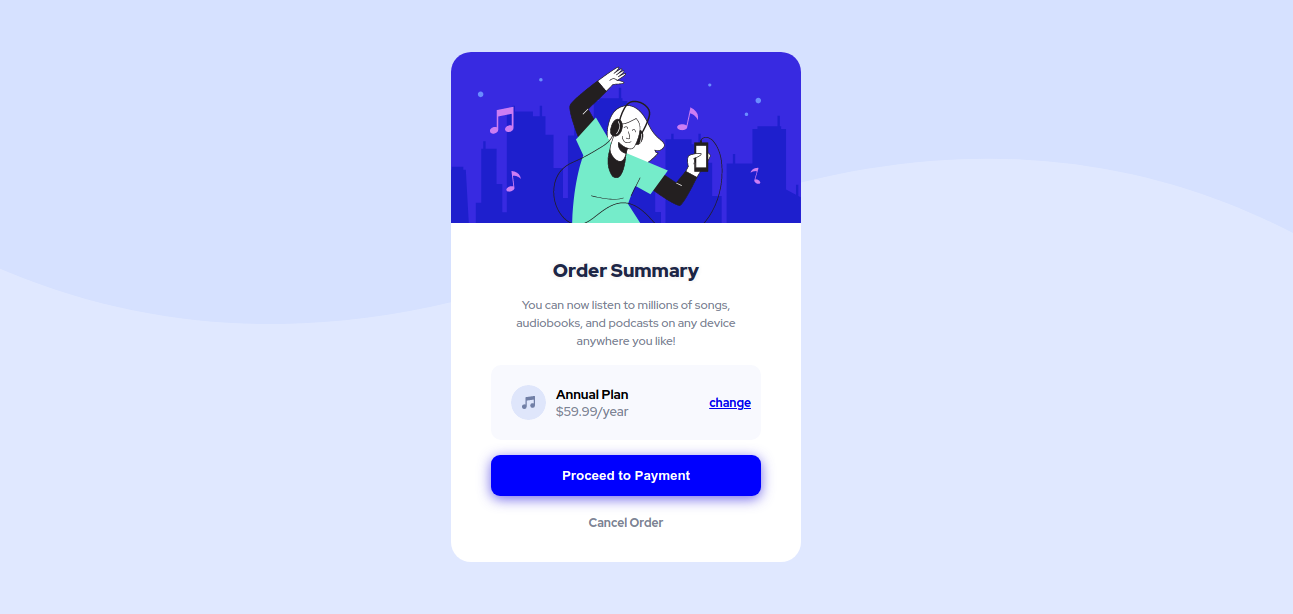 Order Summary
You can now listen to millions of songs,
audiobooks, and podcasts on any device
anywhere you like!
Annual Plan
$59.99/year
change
Proceed to Payment
Cancel Order